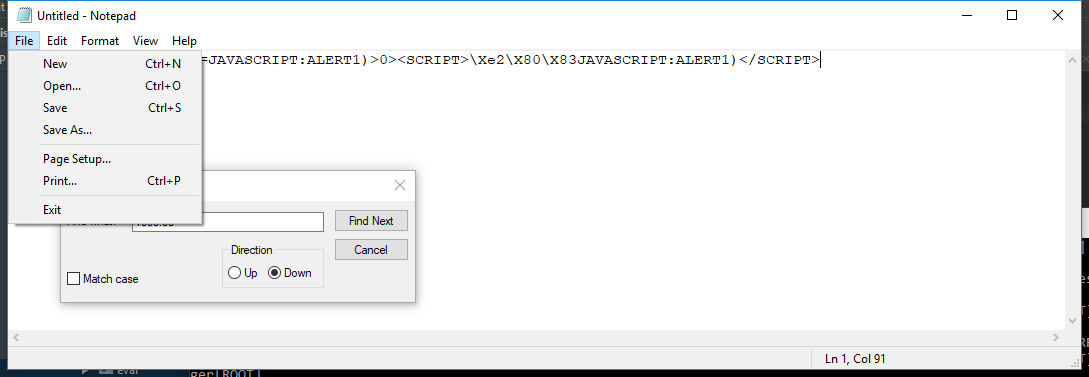 Untitled - Notepad
File Edit Format View Help
=JAVASCRIPT:ALERT1)>0><SCRIPT>\Xe2\X80\X83JAVASCRIPT:ALERT1)</SCRIPT>
New Ctrl+N
Open... Ctrl+O
Save Ctrl+S
Save As...
Page Setup...
Print... Ctrl+P
Exit
Find Next
Cancel
Direction
Up Down
Match case
Ln 1, Col 91
eval
ger[ROOT]